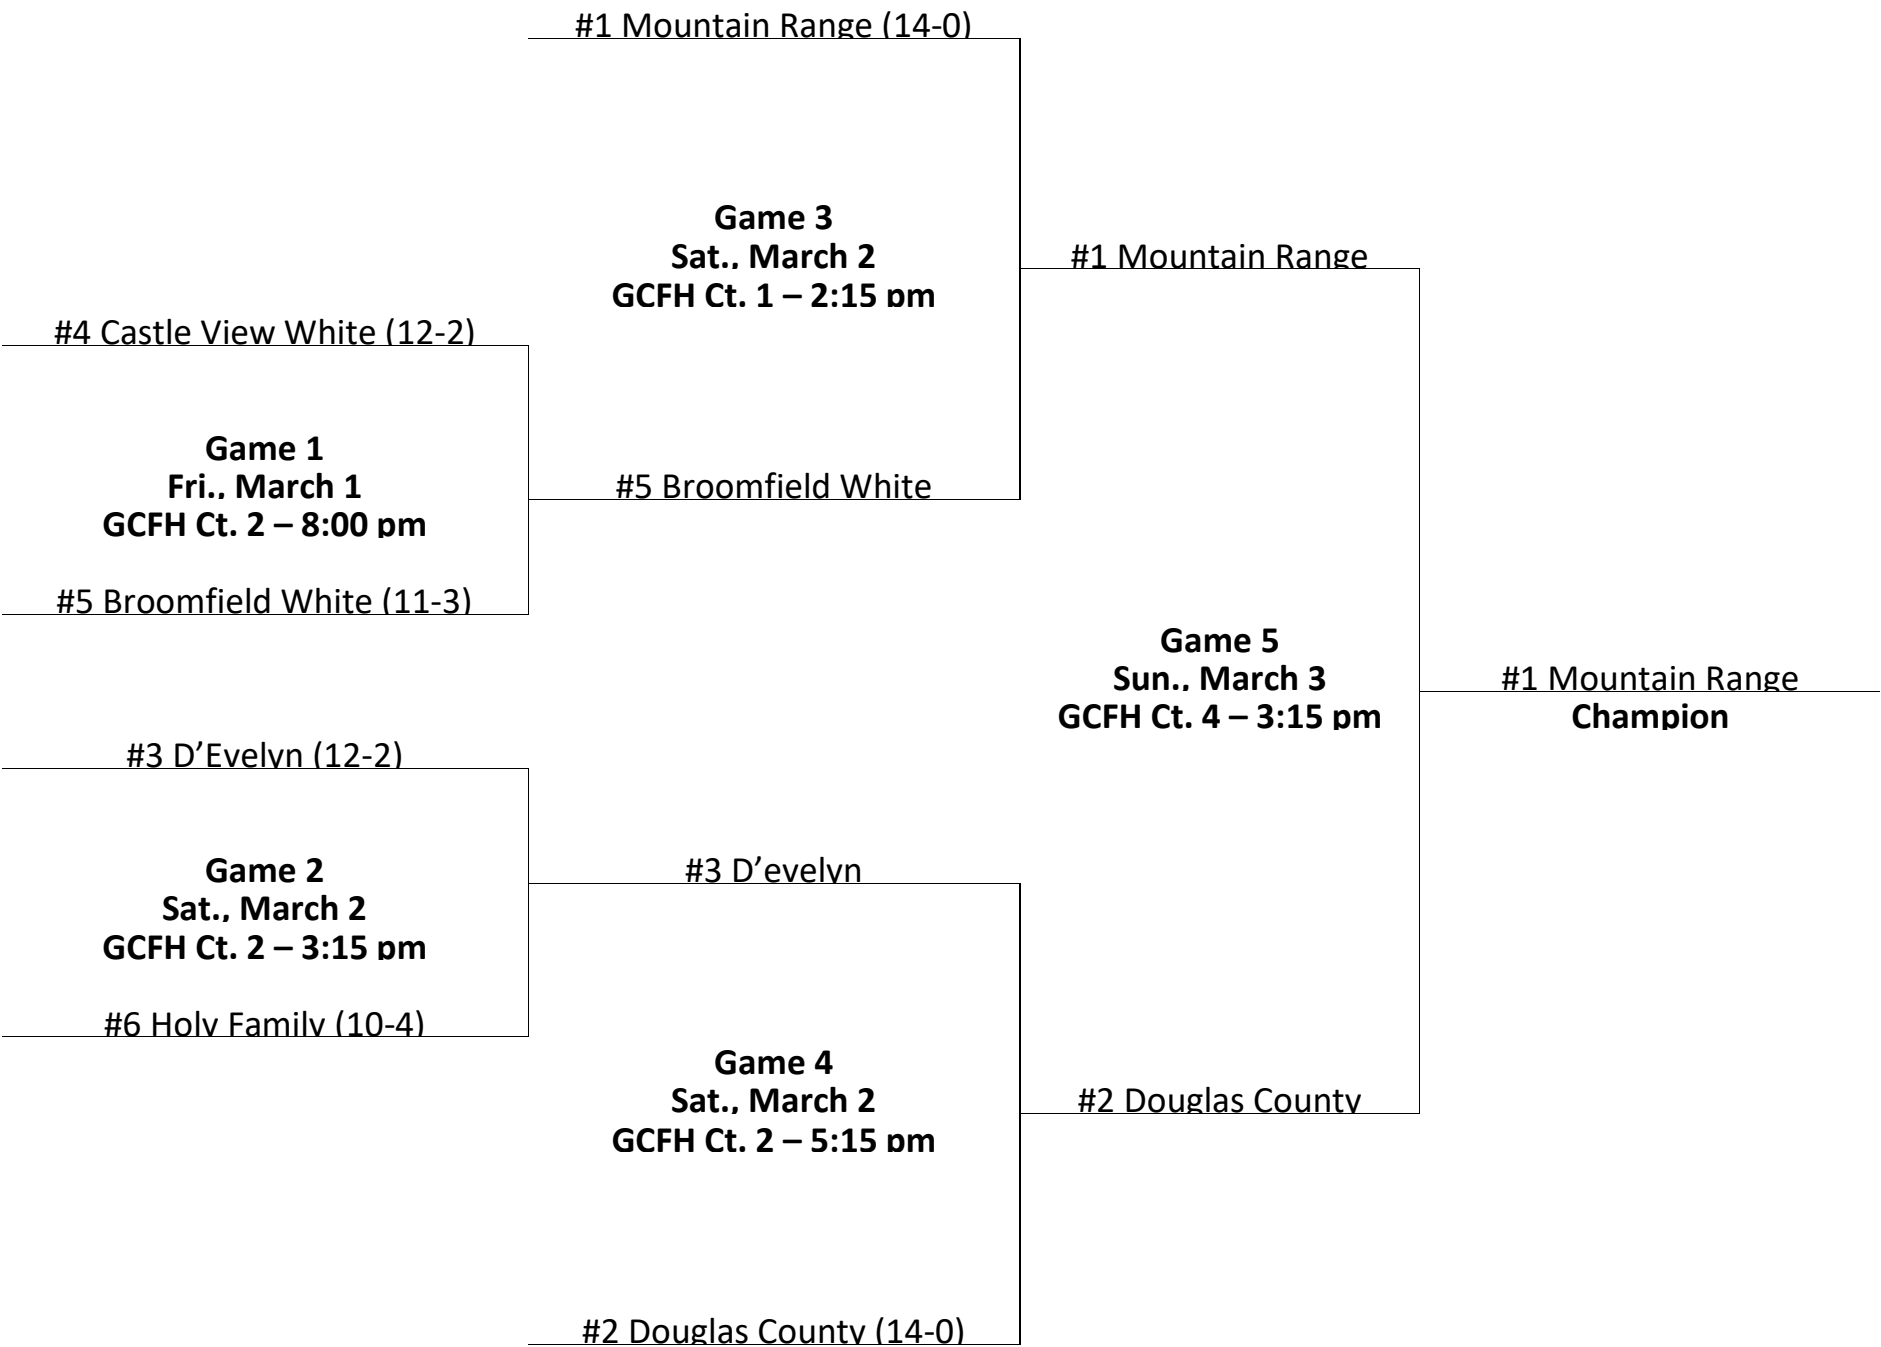 #1 Mountain Range (14-0)
Game 3
Sat., March 2
GCFH Ct. 1 – 2:15 pm
#1 Mountain Range
#4 Castle View White (12-2)
Game 1
Fri., March 1
GCFH Ct. 2 – 8:00 pm
#5 Broomfield White
#5 Broomfield White (11-3)
Game 5
Sun., March 3
GCFH Ct. 4 – 3:15 pm
#1 Mountain Range
Champion
#3 D’Evelyn (12-2)
Game 2
Sat., March 2
GCFH Ct. 2 – 3:15 pm
#3 D’evelyn
#6 Holy Family (10-4)
Game 4
Sat., March 2
GCFH Ct. 2 – 5:15 pm
#2 Douglas County
#2 Douglas County (14-0)